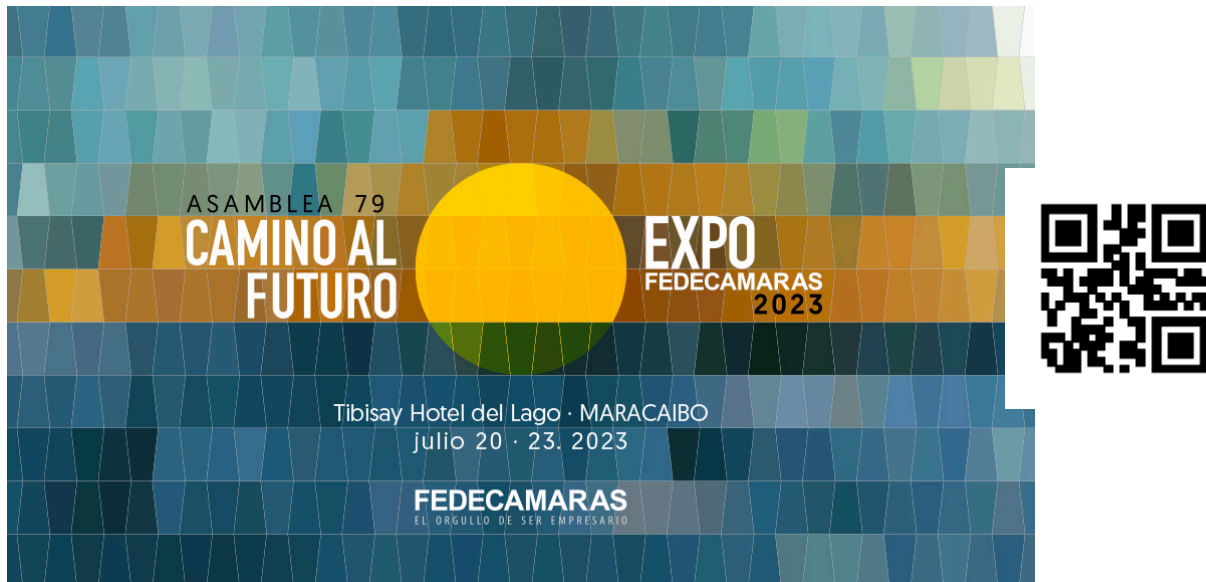 ASAMBLEA 79
CAMINO AL
FUTURO
EXPO
FEDECAMARAS
2023
Tibisay Hotel del Lago · MARACAIBO
julio 20 · 23. 2023
FEDECAMARAS
EL ORGULLO DE SER EMPRESARIO